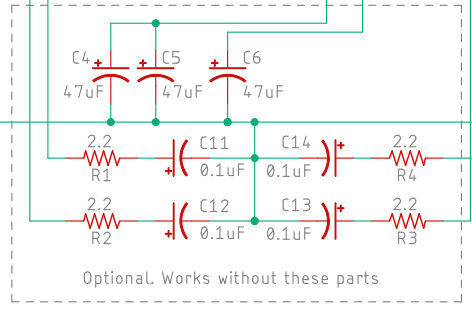 C4 C5 C6
47uF 47uF 47uF
2.2 C11 C14 2.2
R1 0.1uF 0.1uF R4
2.2 C12 C13 2.2
R2 0.1uF 0.1uF R3
Optional. Works without these parts